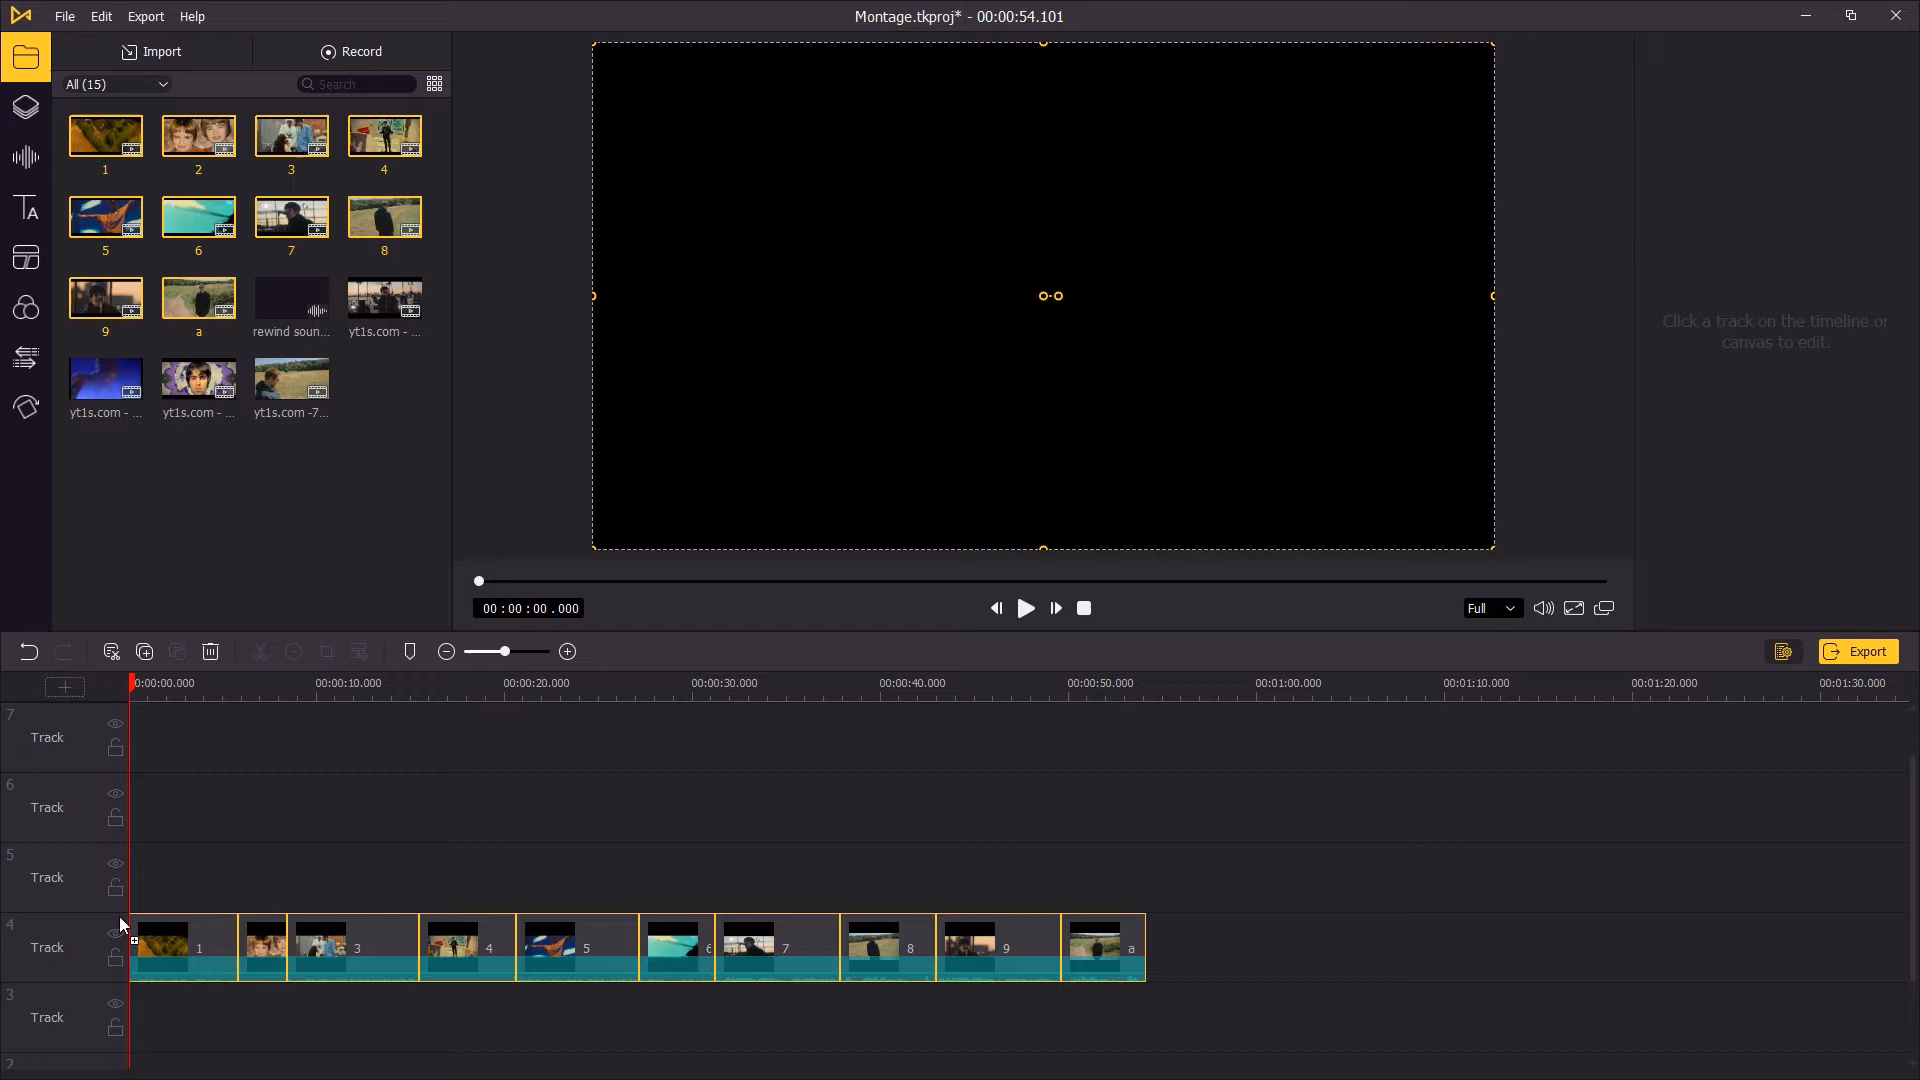 File Edit Export Help
Montage.tkproj* - 00:00:54.101
Import Record
All (15) Search
1 2 3 4
5 6 7 8
9 a rewind soun... yt1s.com - ...
yt1s.com - ... yt1s.com - ... yt1s.com -7...
Click a track on the timeline or
canvas to edit.
00:00:00.000
Full
Export
0:00:00.000 00:00:10.000 00:00:20.000 00:00:30.000 00:00:40.000 00:00:50.000 00:01:00.000 00:01:10.000 00:01:20.000 00:01:30.000
7
Track
6
Track
5
Track
4
Track 1 3 4 5 6 7 8 9 a
3
Track
2